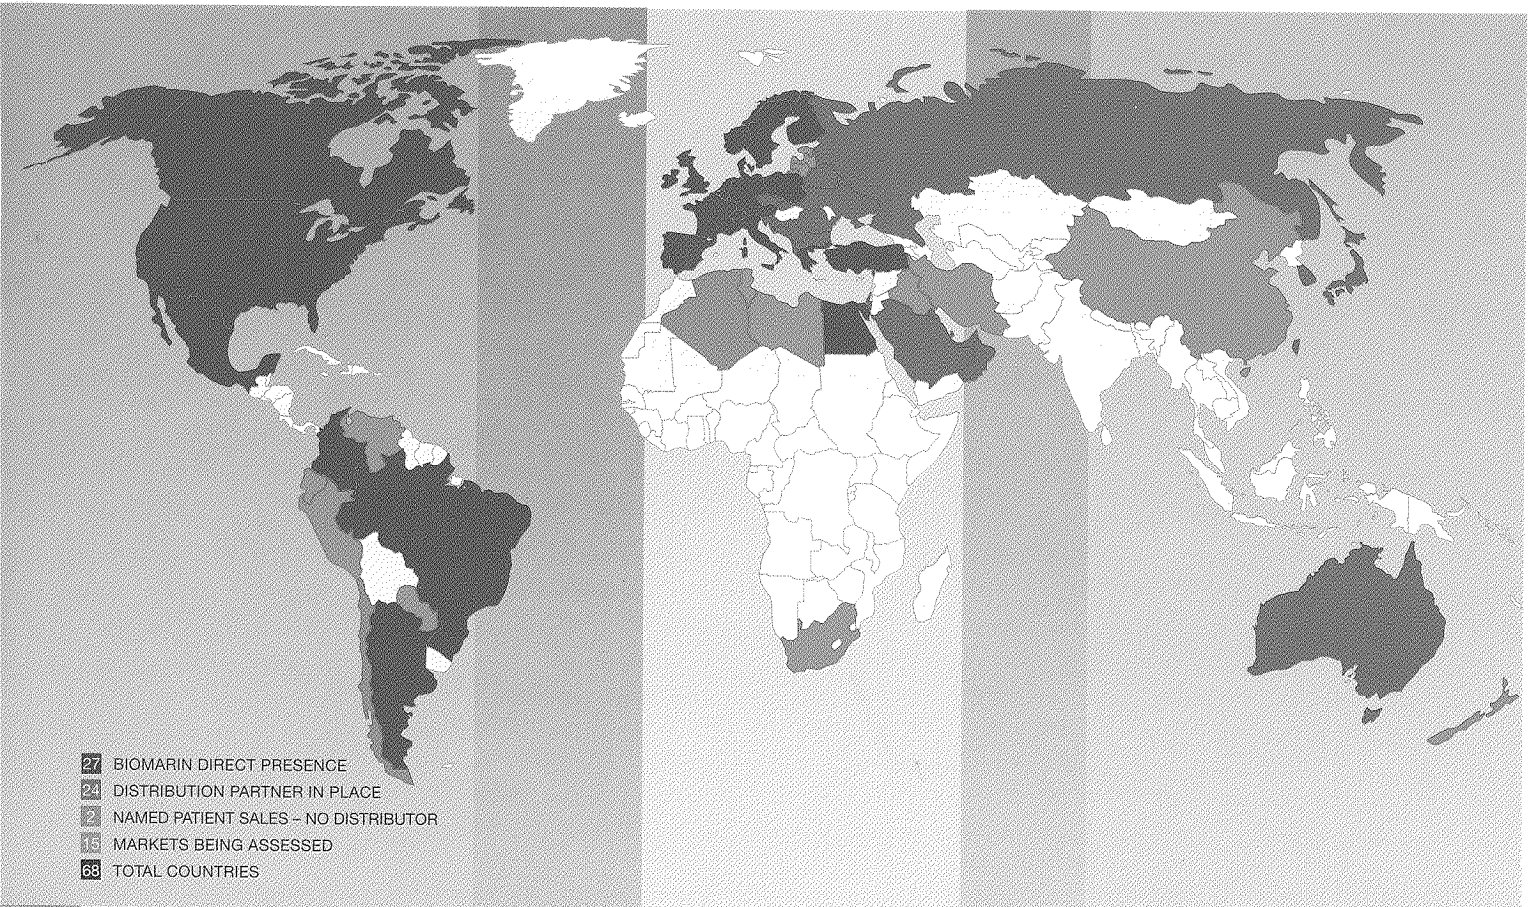 27 BIOMARIN DIRECT PRESENCE
24 DISTRIBUTION PARTNER IN PLACE
2 NAMED PATIENT SALES – NO DISTRIBUTOR
15 MARKETS BEING ASSESSED
68 TOTAL COUNTRIES